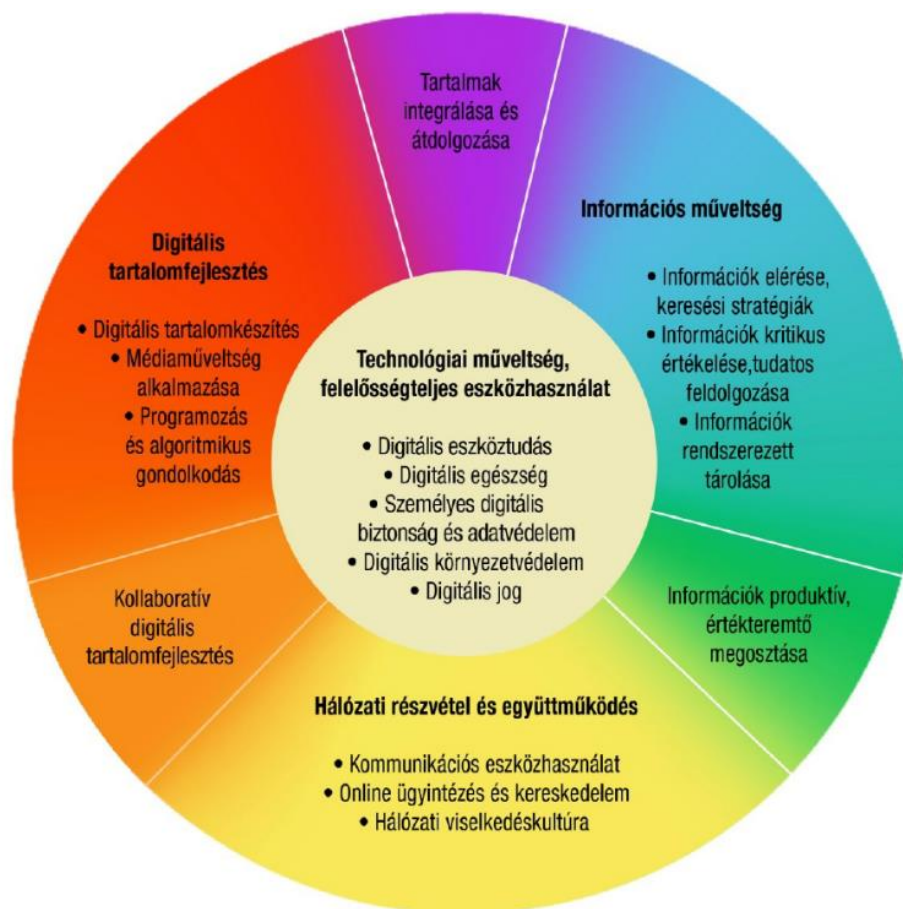 Tartalmak
integrálása és
átdolgozása
Információs műveltség
• Információk elérése,
keresési stratégiák
• Információk kritikus
értékelése,tudatos
feldolgozása
• Információk
rendszerezett
tárolása
Digitális
tartalomfejlesztés
• Digitális tartalomkészítés
• Médiaműveltség
alkalmazása
• Programozás
és algoritmikus
gondolkodás
Technológiai műveltség,
felelősségteljes eszközhasználat
• Digitális eszköztudás
• Digitális egészség
• Személyes digitális
biztonság és adatvédelem
• Digitális környezetvédelem
• Digitális jog
Kollaboratív
digitális
tartalomfejlesztés
Információk produktív,
értékteremtő
megosztása
Hálózati részvétel és együttműködés
• Kommunikációs eszközhasználat
• Online ügyintézés és kereskedelem
• Hálózati viselkedéskultúra